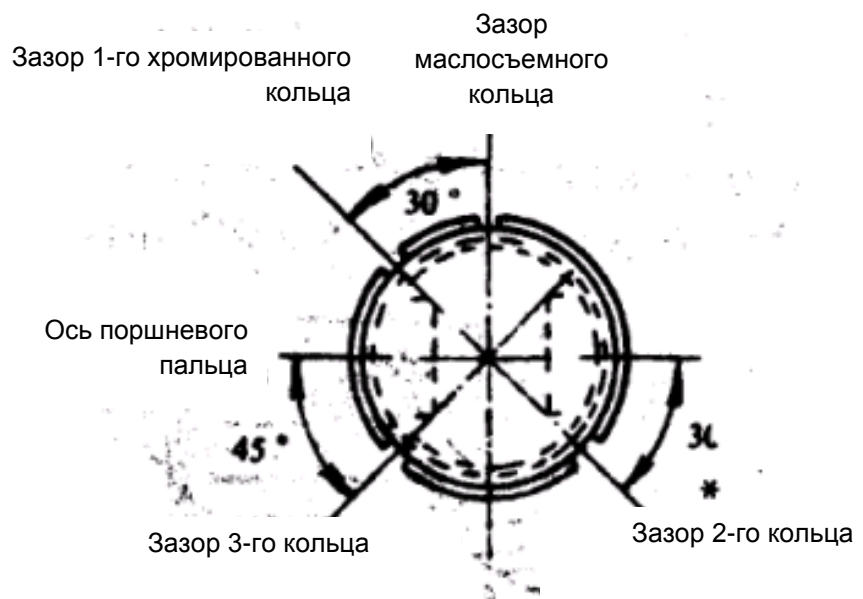 Зазор 1-го хромированного
кольца
Зазор
маслосъемного
кольца
30 °
Ось поршневого
пальца
45 °
*
Зазор 3-го кольца
Зазор 2-го кольца